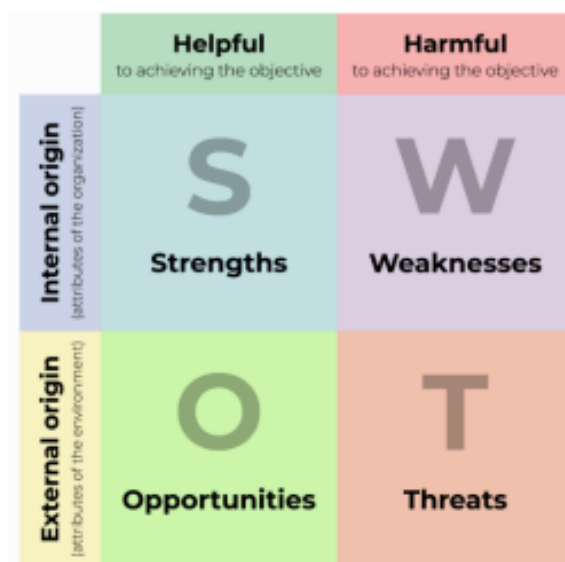 Helpful
to achieving the objective
Harmful
to achieving the objective
Internal origin
(attributes of the organization)
S
Strengths
W
Weaknesses
External origin
(attributes of the environment)
O
Opportunities
T
Threats